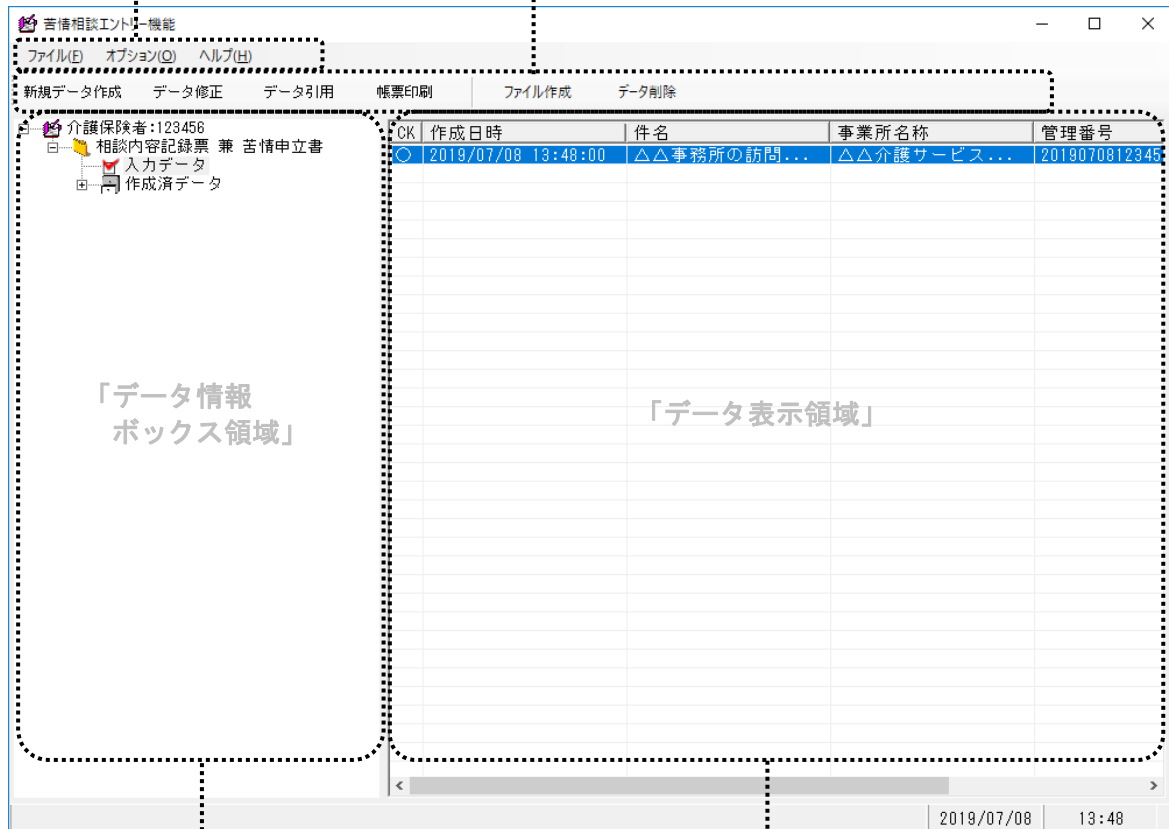 苦情相談エントリー機能
ファイル(F) オプション(O) ヘルプ(H)
新規データ作成 データ修正 データ引用 帳票印刷 ファイル作成 データ削除
介護保険者:123456
相談内容記録票 兼 苦情申立書
入力データ
作成済データ
CK 作成日時 件名 事業所名称 管理番号
○ 2019/07/08 13:48:00 △△事務所の訪問... △△介護サービス... 2019070812345
「データ情報
ボックス領域」
「データ表示領域」
2019/07/08 13:48